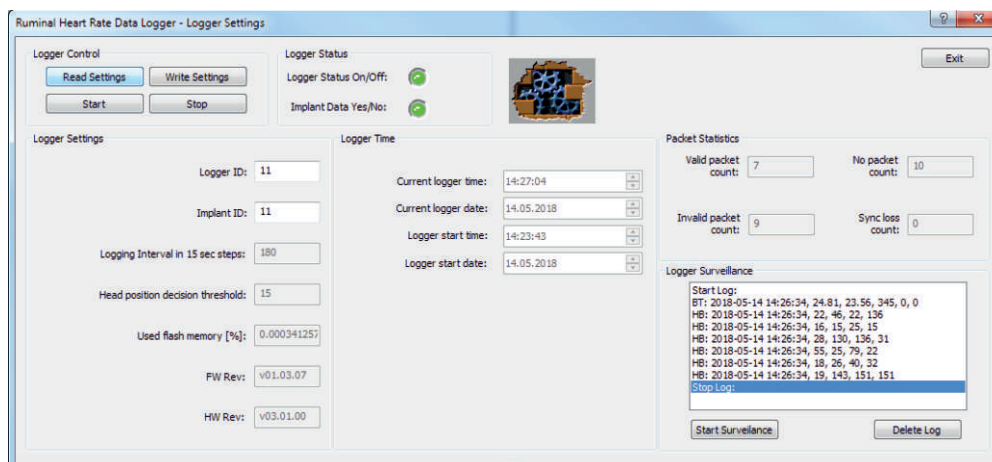 Ruminal Heart Rate Data Logger - Logger Settings
Logger Control
Read Settings Write Settings
Start Stop
Logger Status
Logger Status On/Off:
Implant Data Yes/No:
Exit
Logger Settings
Logger ID: 11
Implant ID: 11
Logging Interval in 15 sec steps: 180
Head position decision threshold: 15
Used flash memory [%]: 0.000341257
FW Rev: v01.03.07
HW Rev: v03.01.00
Logger Time
Current logger time: 14:27:04
Current logger date: 14.05.2018
Logger start time: 14:23:43
Logger start date: 14.05.2018
Packet Statistics
Valid packet count: 7
No packet count: 10
Invalid packet count: 9
Sync loss count: 0
Logger Surveillance
Start Log:
BT: 2018-05-14 14:26:34, 24.81, 23.56, 345, 0, 0
HB: 2018-05-14 14:26:34, 22, 46, 22, 136
HB: 2018-05-14 14:26:34, 16, 15, 25, 15
HB: 2018-05-14 14:26:34, 28, 130, 136, 31
HB: 2018-05-14 14:26:34, 55, 25, 79, 22
HB: 2018-05-14 14:26:34, 18, 26, 40, 32
HB: 2018-05-14 14:26:34, 19, 143, 151, 151
Stop Log:
Start Surveilance Delete Log